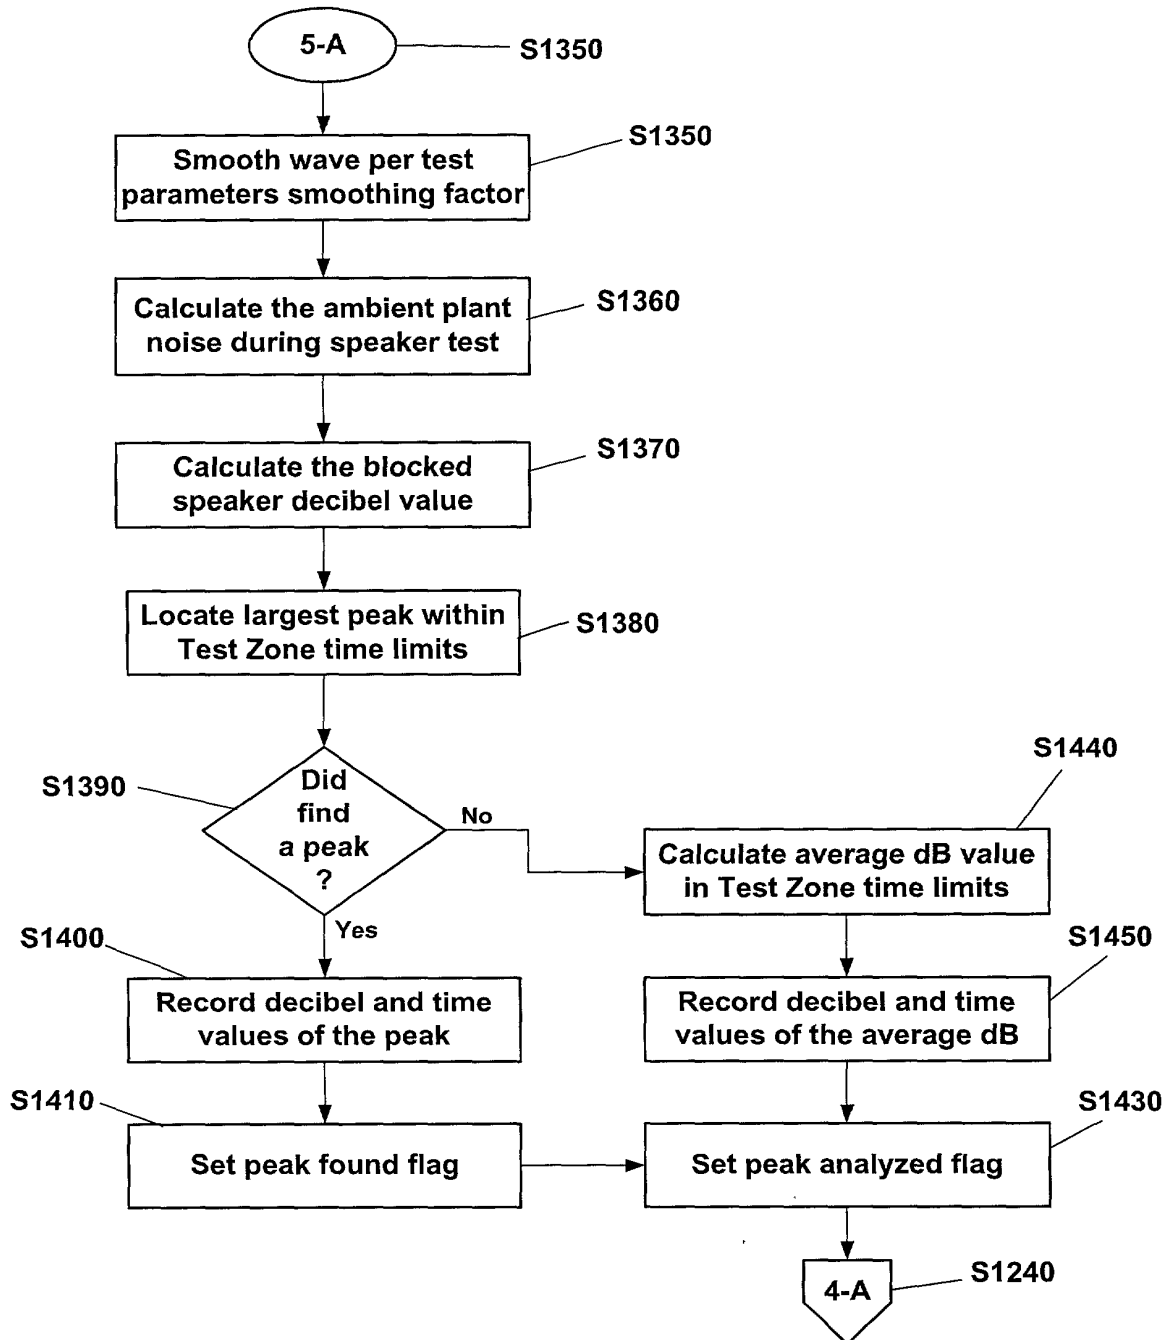 5-A
S1350
S1350
Smooth wave per test
parameters smoothing factor
S1360
Calculate the ambient plant
noise during speaker test
S1370
Calculate the blocked
speaker decibel value
S1380
Locate largest peak within
Test Zone time limits
S1390
Did
find
a peak
?
No
Yes
S1440
Calculate average dB value
in Test Zone time limits
S1400
Record decibel and time
values of the peak
S1450
Record decibel and time
values of the average dB
S1410
Set peak found flag
S1430
Set peak analyzed flag
4-A
S1240